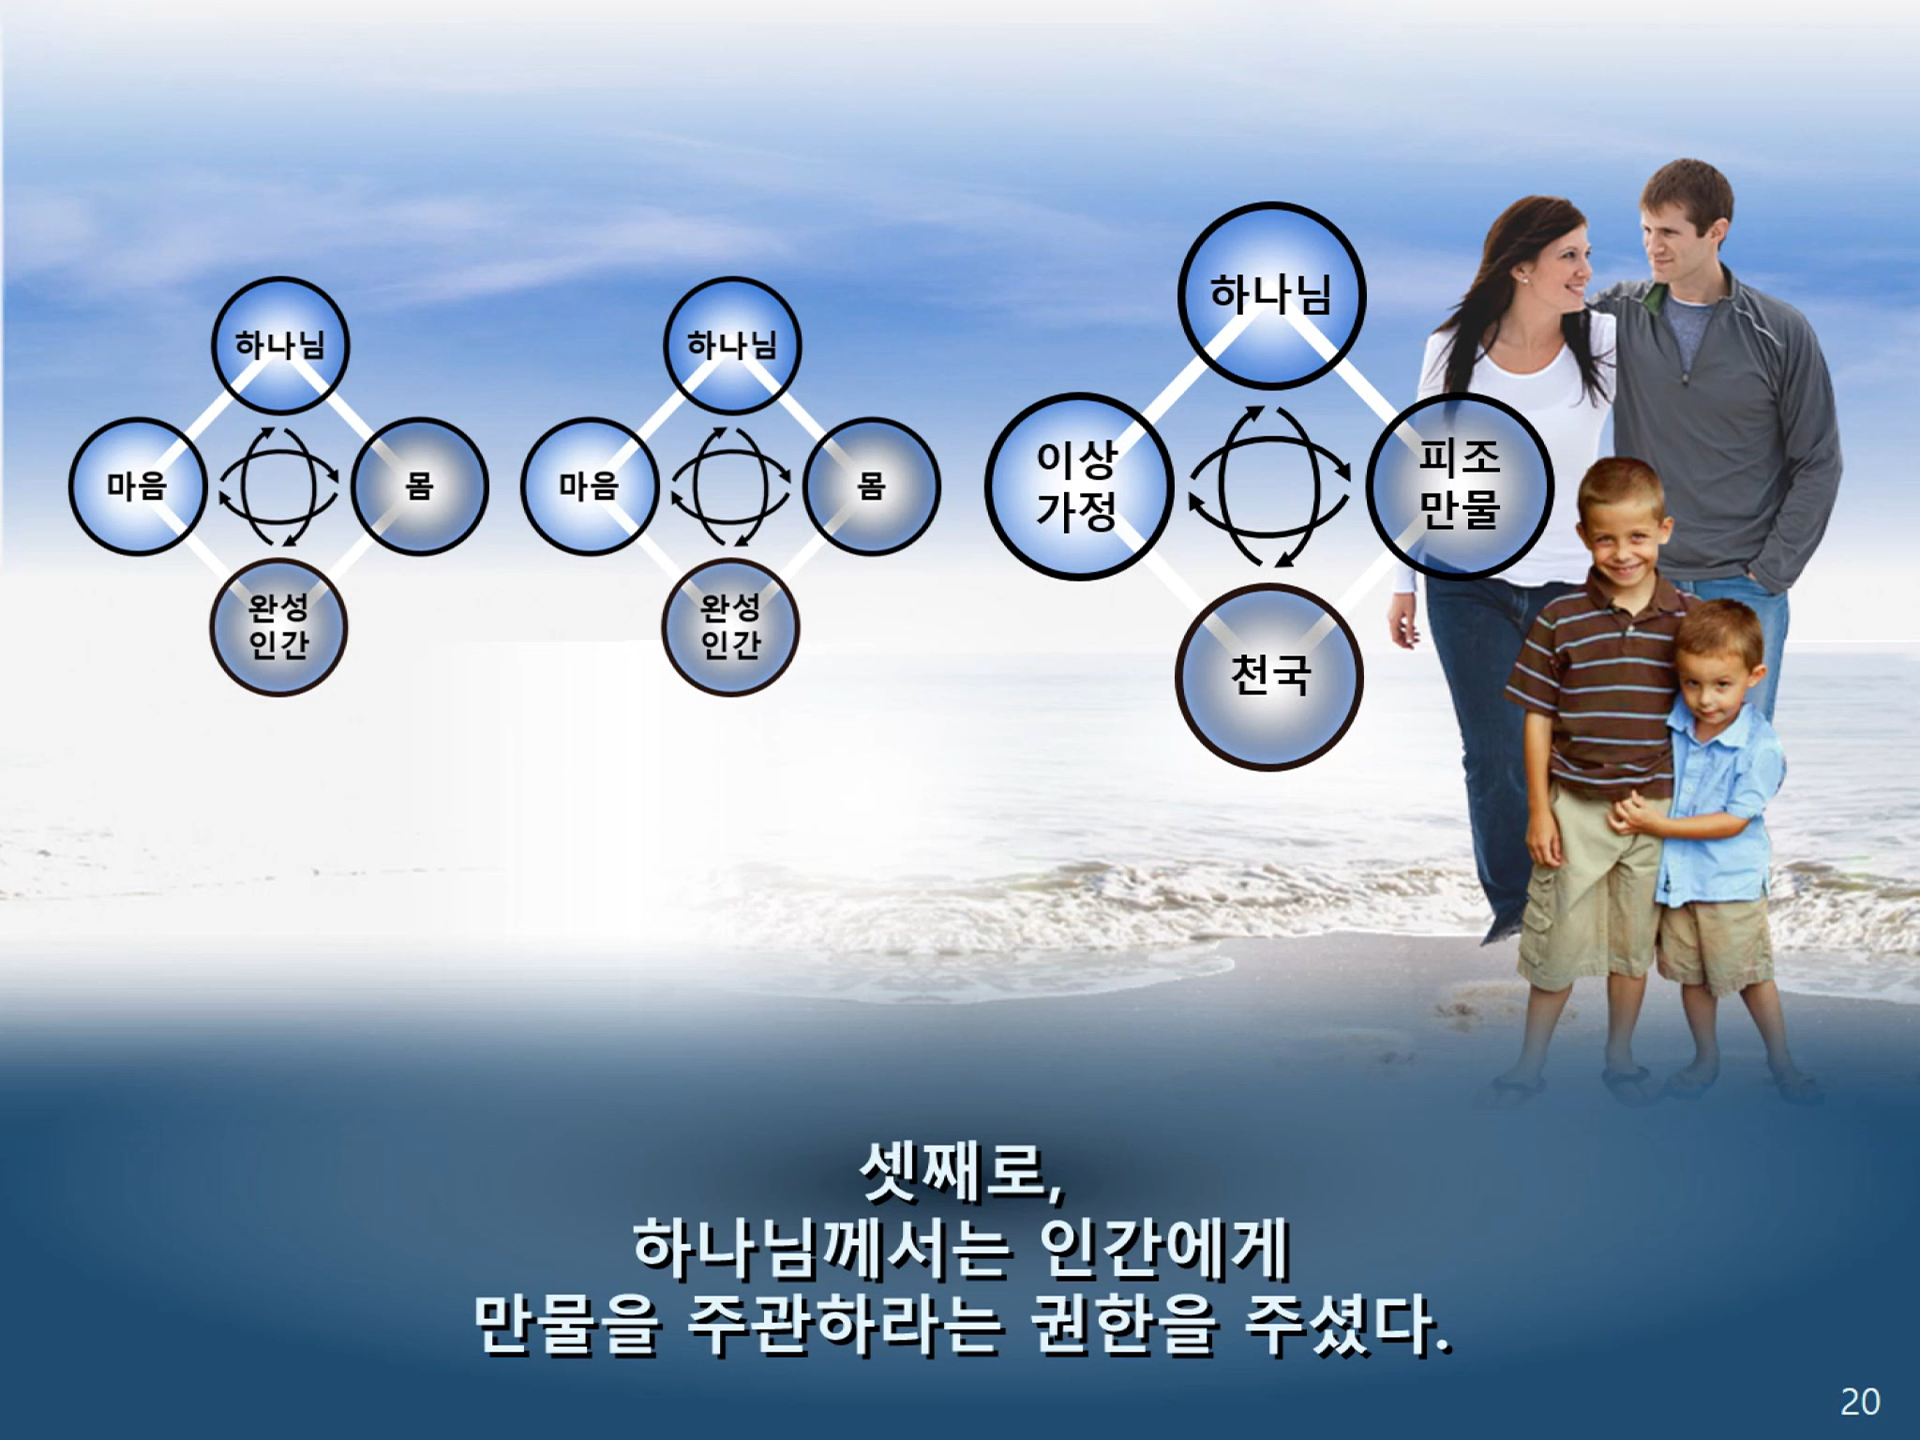 하나님
마음
몸
완성
인간
하나님
마음
몸
완성
인간
하나님
이상
가정
피조
만물
천국
셋째로,
하나님께서는 인간에게
만물을 주관하라는 권한을 주셨다.
20